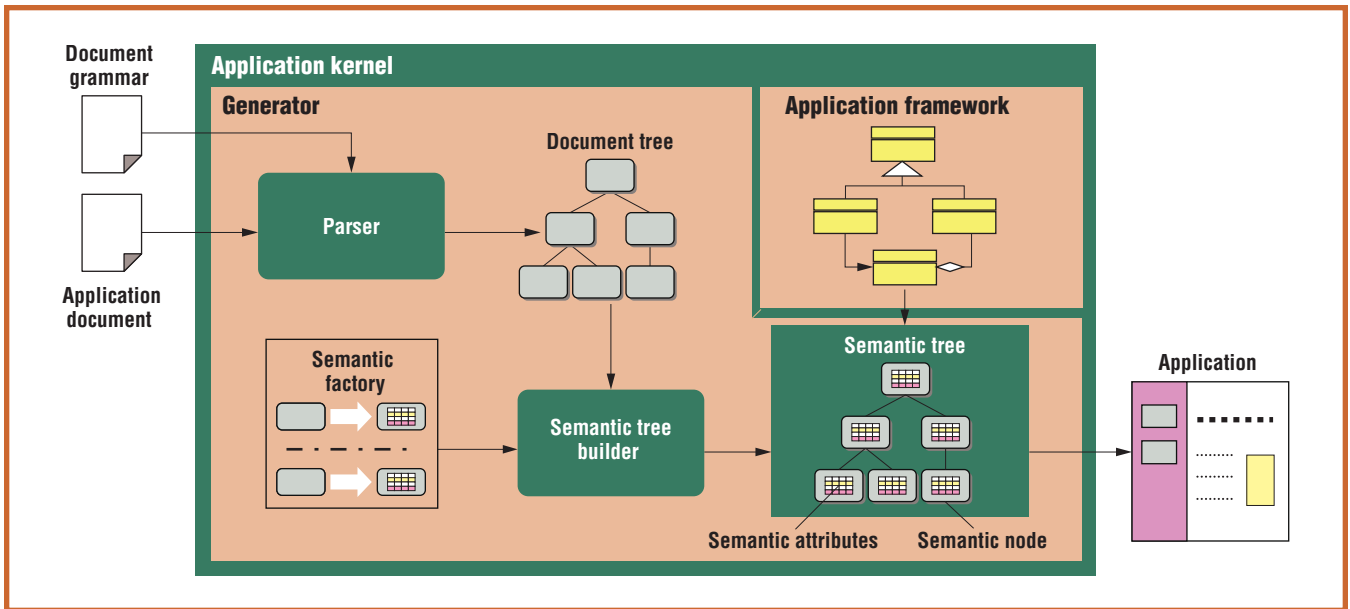 Document
grammar
Application kernel
Generator
Application framework
Document tree
Parser
Application
document
Semantic
factory
Semantic tree
builder
Semantic tree
Application
Semantic attributes
Semantic node